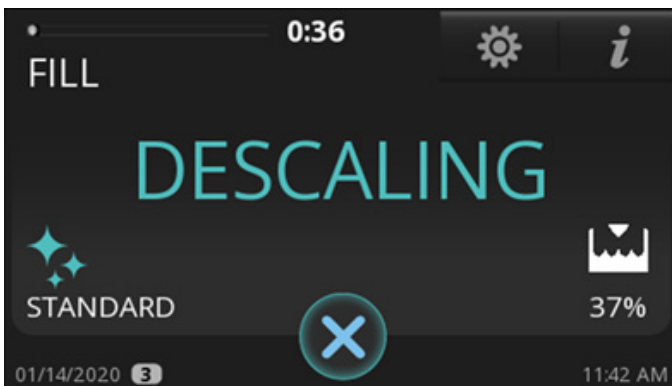 0:36
FILL
DESCALING
STANDARD
37%
01/14/2020 3
11:42 AM